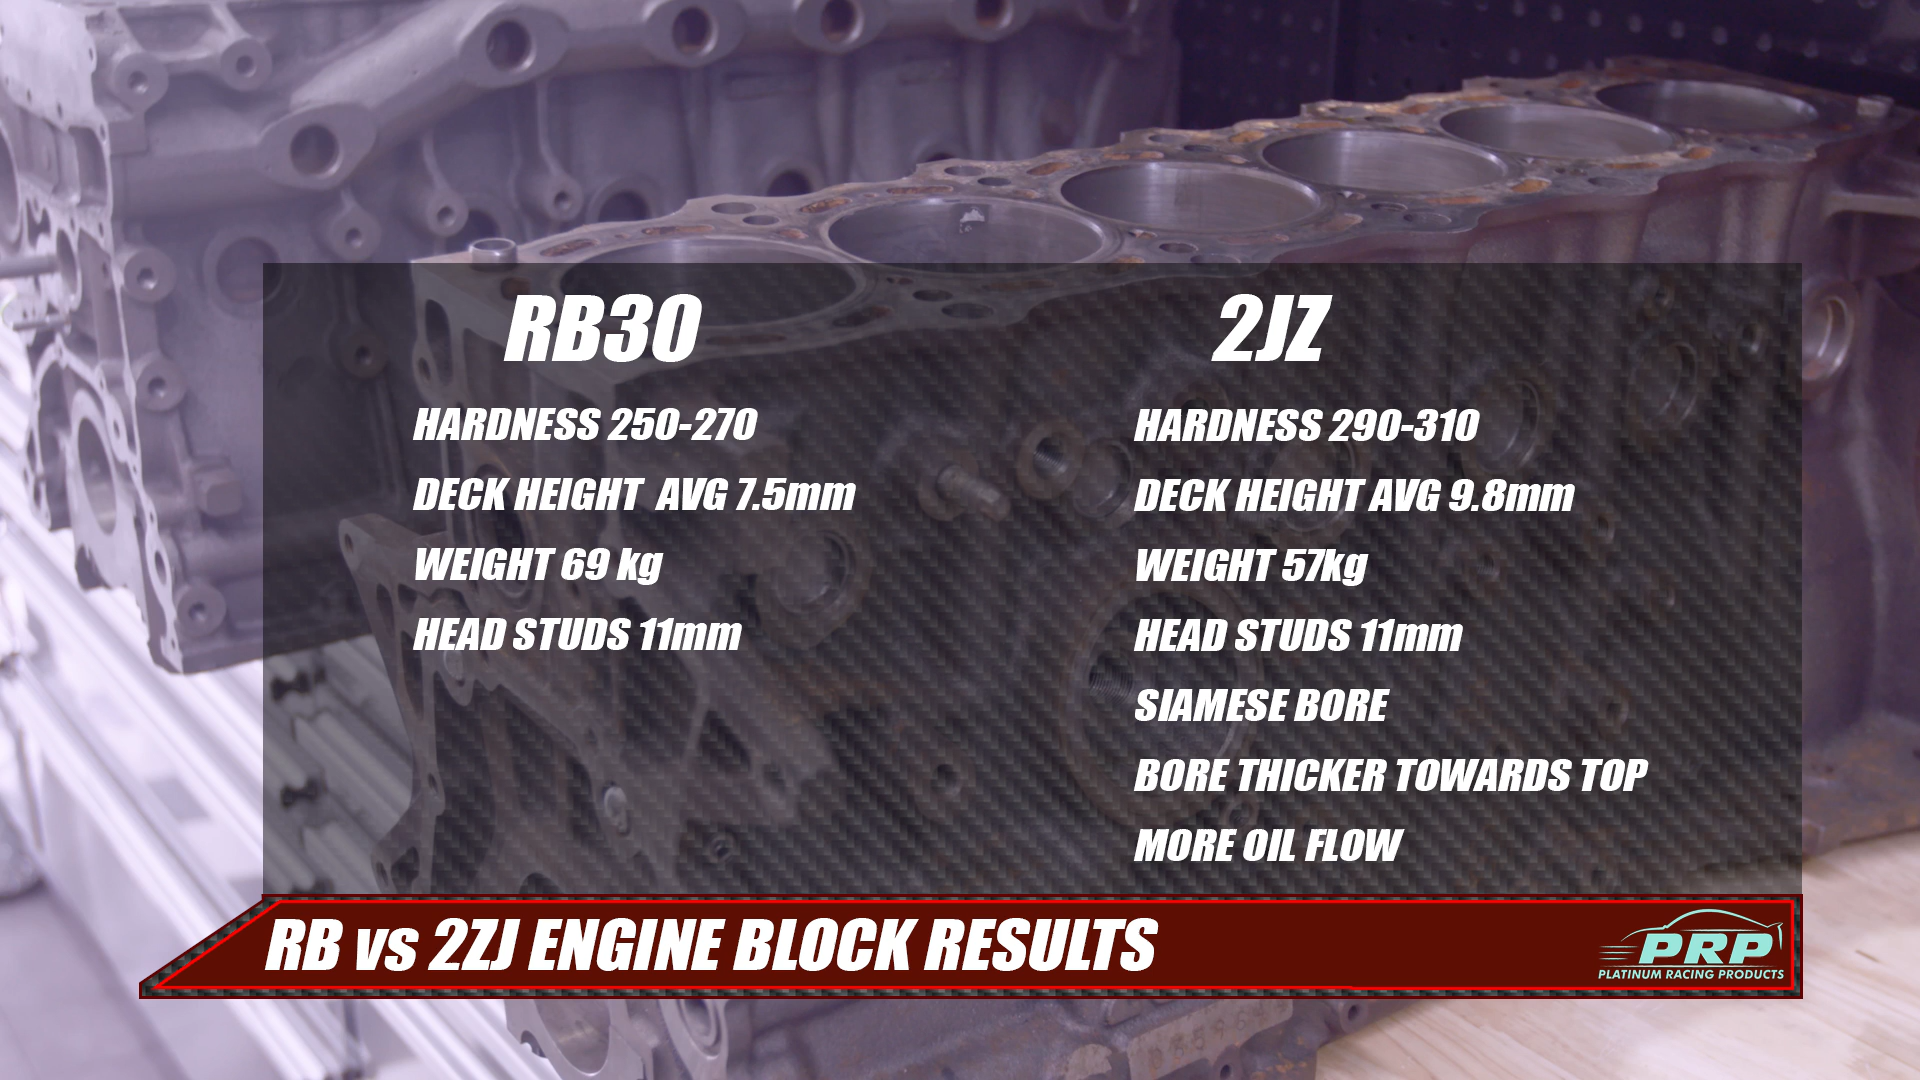 RB30
HARDNESS 250-270
DECK HEIGHT AVG 7.5mm
WEIGHT 69 kg
HEAD STUDS 11mm
2JZ
HARDNESS 290-310
DECK HEIGHT AVG 9.8mm
WEIGHT 57kg
HEAD STUDS 11mm
SIAMESE BORE
BORE THICKER TOWARDS TOP
MORE OIL FLOW
RB vs 2ZJ ENGINE BLOCK RESULTS
PRP
PLATINUM RACING PRODUCTS